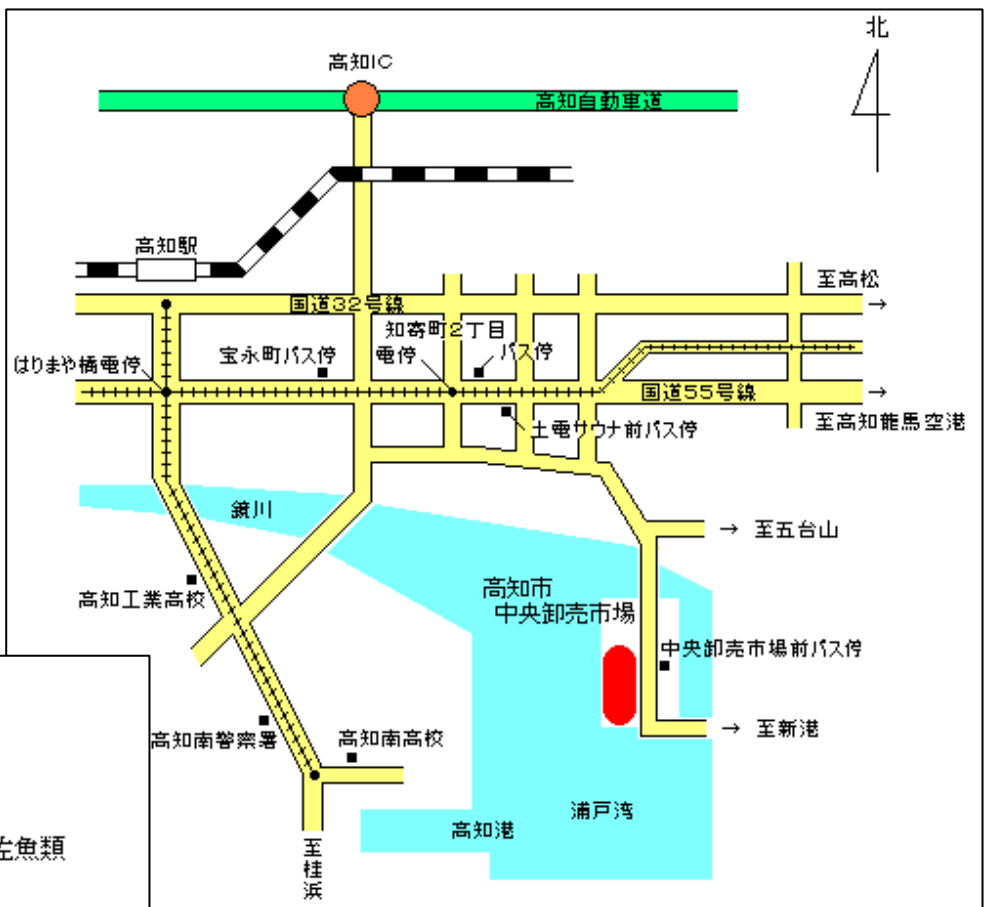 北
高知IC
高知自動車道
高知駅
至高松
→
国道32号線
知寄町2丁目
電停
バス停
宝永町バス停
はりまや橋電停
国道55号線
→
至高知龍馬空港
土電サウナ前バス停
鏡川
→ 至五台山
高知市
中央卸売市場
高知工業高校
中央卸売市場前バス停
→ 至新港
高知南警察署
高知南高校
浦戸湾
高知港
至桂浜
魚類